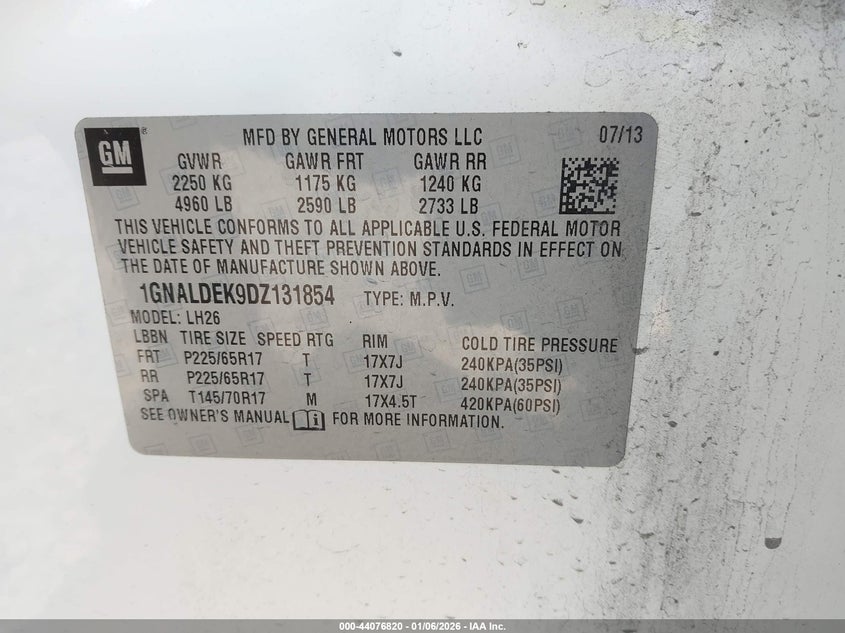 GM ®
MFD BY GENERAL MOTORS LLC 07/13
GVWR GAWR FRT GAWR RR
2250 KG 1175 KG 1240 KG
4960 LB 2590 LB 2733 LB
THIS VEHICLE CONFORMS TO ALL APPLICABLE U.S. FEDERAL MOTOR
VEHICLE SAFETY AND THEFT PREVENTION STANDARDS IN EFFECT ON
THE DATE OF MANUFACTURE SHOWN ABOVE.
1GNALDEK9DZ131854 TYPE: M.P.V.
MODEL: LH26
LBBN TIRE SIZE SPEED RTG RIM COLD TIRE PRESSURE
FRT P225/65R17 T 17X7J 240KPA(35PSI)
RR P225/65R17 T 17X7J 240KPA(35PSI)
SPA T145/70R17 M 17X4.5T 420KPA(60PSI)
SEE OWNER'S MANUAL i FOR MORE INFORMATION.
000-44076820 - 01/06/2026 - IAA Inc.